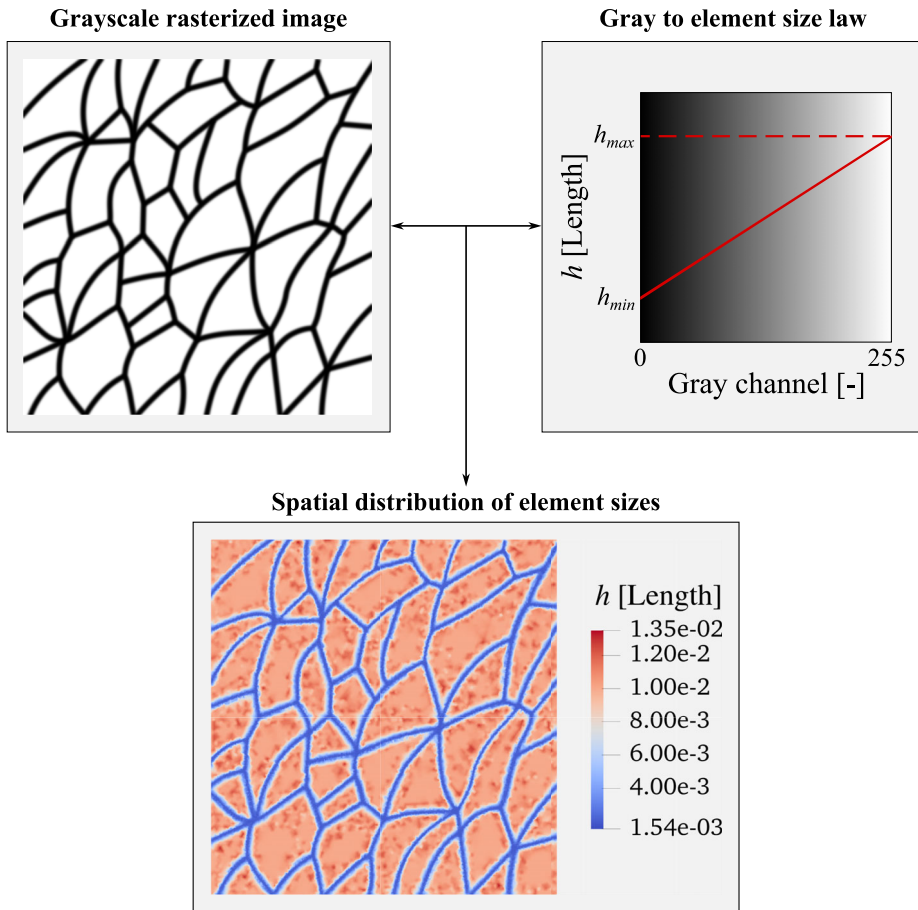 Grayscale rasterized image
Gray to element size law
h [Length]
hmax
hmin
0
255
Gray channel [-]
Spatial distribution of element sizes
h [Length]
1.35e-02
1.20e-2
1.00e-2
8.00e-3
6.00e-3
4.00e-3
1.54e-03